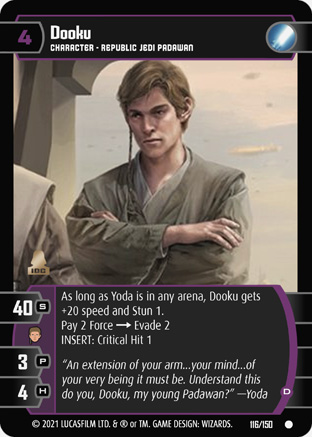 4 Dooku
CHARACTER - REPUBLIC JEDI PADAWAN
IDC
40 S
As long as Yoda is in any arena, Dooku gets
+20 speed and Stun 1.
Pay 2 Force → Evade 2
INSERT: Critical Hit 1
3 P
4 H
“An extension of your arm...your mind...of
your very being it must be. Understand this
do you, Dooku, my young Padawan?” —Yoda
D
© 2021 LUCASFILM LTD. & ® or TM. GAME DESIGN: WIZARDS. 116/150